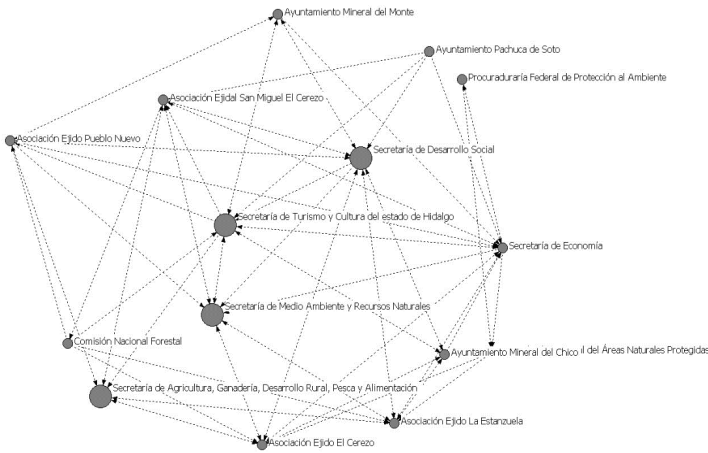 Ayuntamiento Mineral del Monte
Ayuntamiento Pachuca de Soto
Procuraduraría Federal de Protección al Ambiente
Asociación Ejidal San Miguel El Cerezo
Asociación Ejido Pueblo Nuevo
Secretaría de Desarrollo Social
Secretaría de Turismo y Cultura del estado de Hidalgo
Secretaría de Economía
Secretaría de Medio Ambiente y Recursos Naturales
Comisión Nacional Forestal
Ayuntamiento Mineral del Chico l del Áreas Naturales Protegidas
Secretaría de Agricultura, Ganadería, Desarrollo Rural, Pesca y Alimentación
Asociación Ejido La Estanzuela
Asociación Ejido El Cerezo